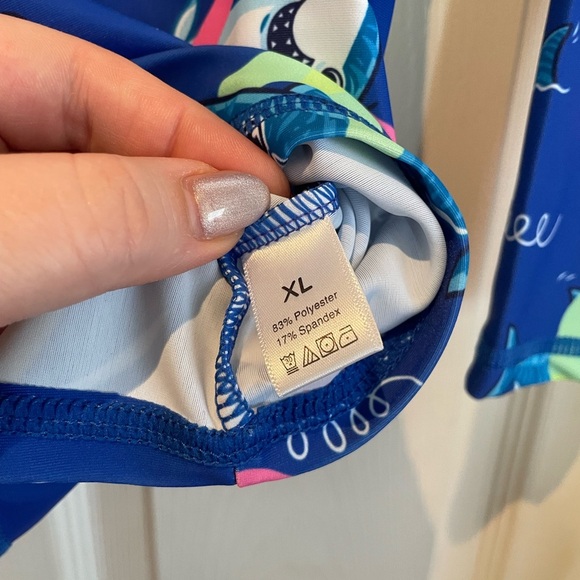 XL
83% Polyester
17% Spandex